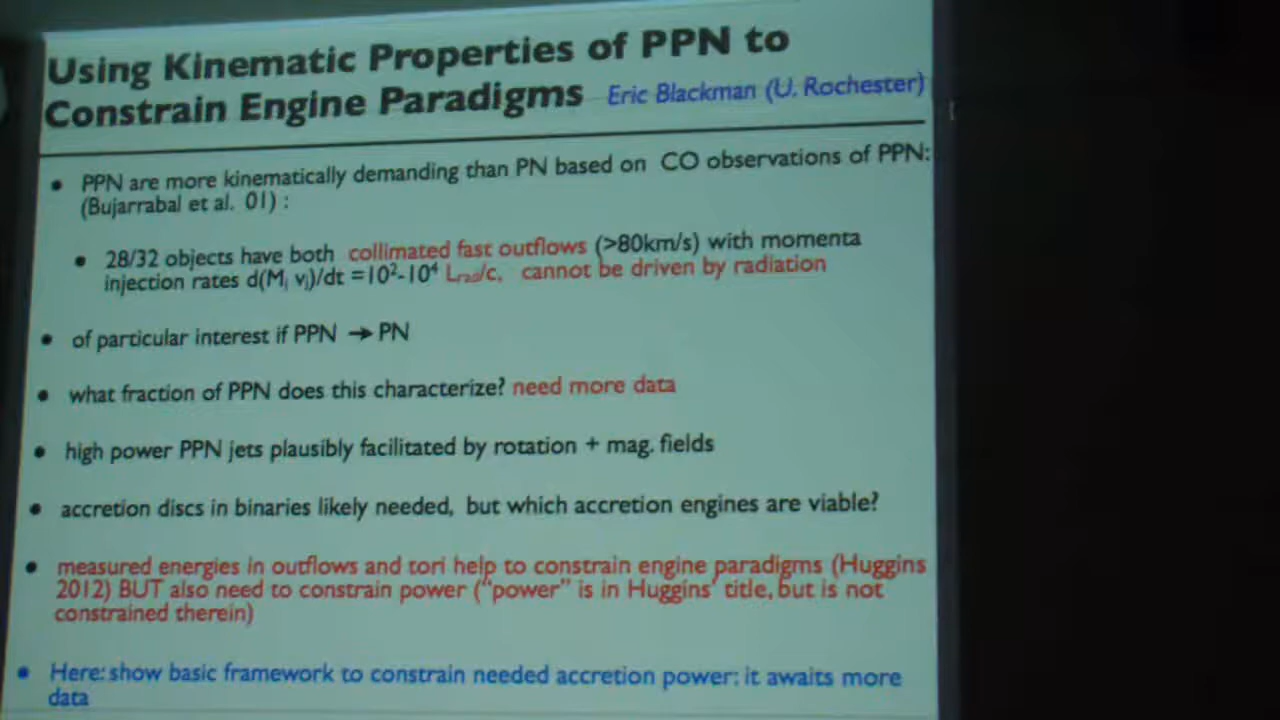 Using Kinematic Properties of PPN to
Constrain Engine Paradigms Eric Blackman (U. Rochester)
• PPN are more kinematically demanding than PN based on CO observations of PPN:
(Bujarrabal et al. 01) :
• 28/32 objects have both collimated fast outflows (>80km/s) with momenta
injection rates d(Mⱼ vⱼ)/dt =10²-10⁴ Lᵣₐd/c, cannot be driven by radiation
• of particular interest if PPN → PN
• what fraction of PPN does this characterize? need more data
• high power PPN jets plausibly facilitated by rotation + mag. fields
• accretion discs in binaries likely needed, but which accretion engines are viable?
• measured energies in outflows and tori help to constrain engine paradigms (Huggins
2012) BUT also need to constrain power ("power" is in Huggins' title, but is not
constrained therein)
• Here: show basic framework to constrain needed accretion power: it awaits more
data